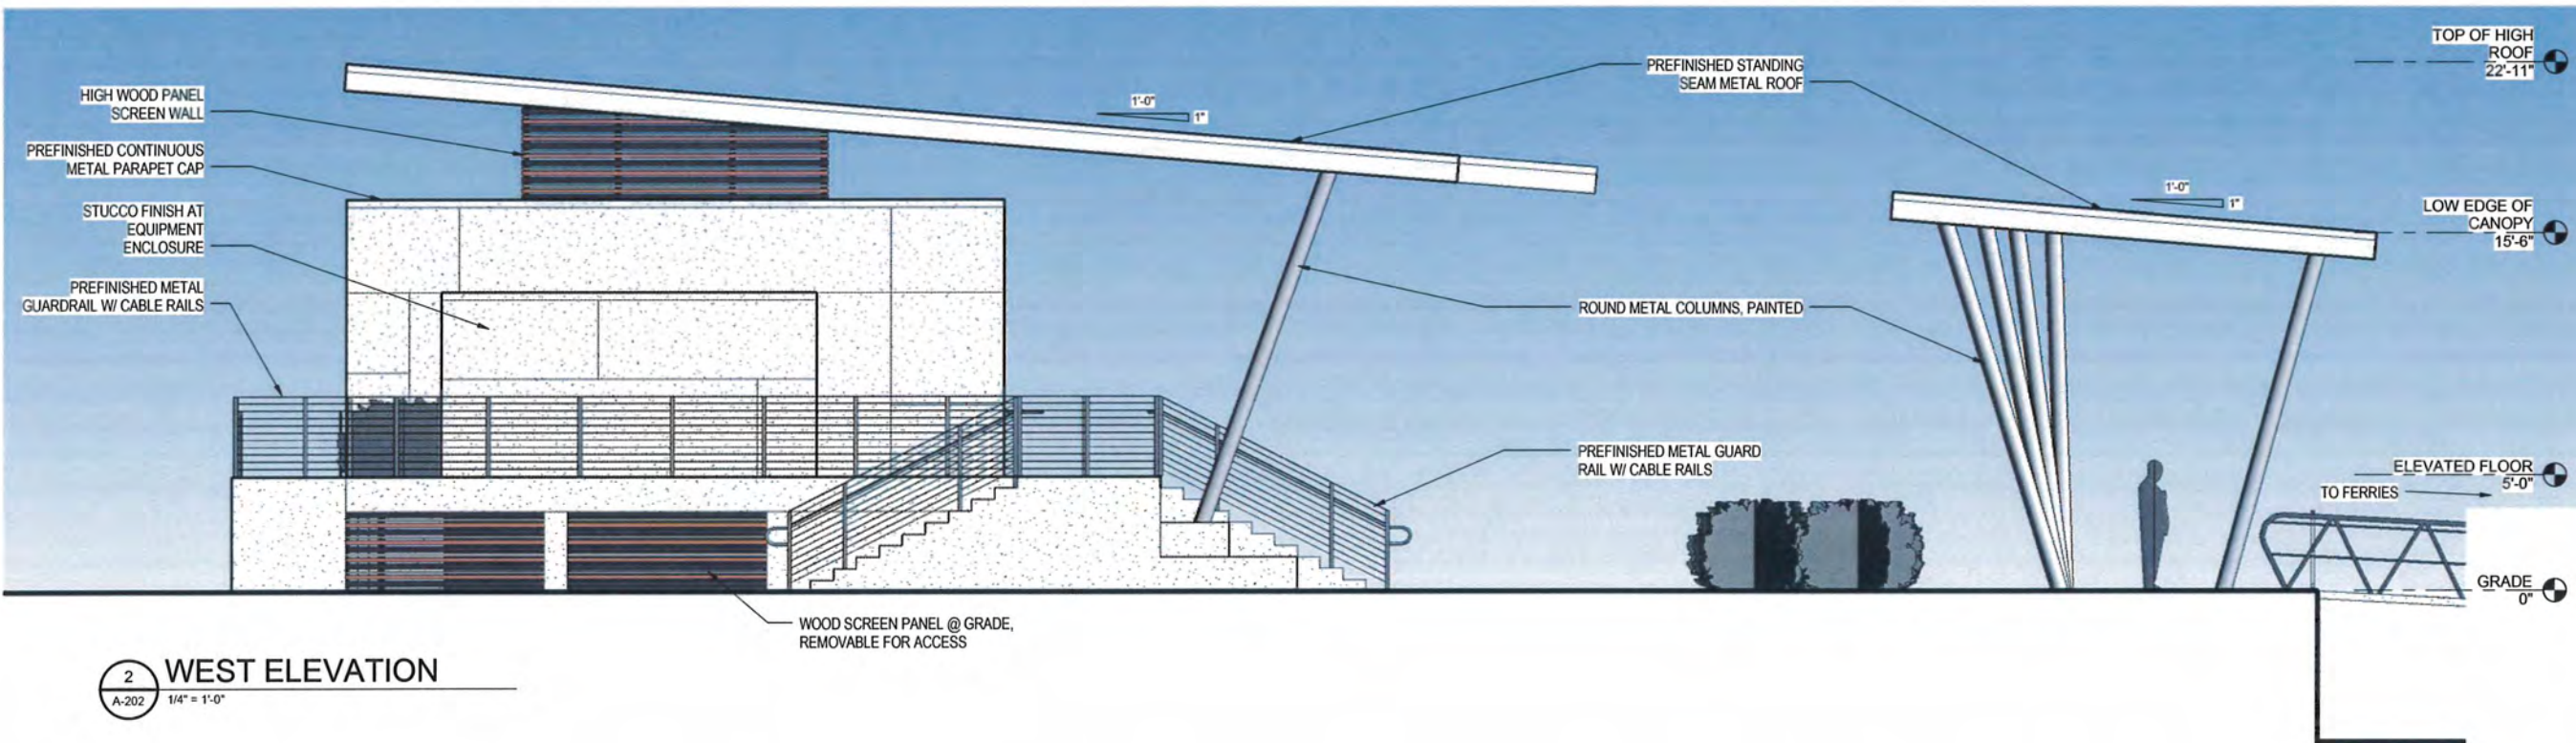 HIGH WOOD PANEL
SCREEN WALL
PREFINISHED CONTINUOUS
METAL PARAPET CAP
STUCCO FINISH AT
EQUIPMENT
ENCLOSURE
PREFINISHED METAL
GUARDRAIL W/ CABLE RAILS
1'-0"
1"
PREFINISHED STANDING
SEAM METAL ROOF
1'-0"
1"
ROUND METAL COLUMNS, PAINTED
PREFINISHED METAL GUARD
RAIL W/ CABLE RAILS
TOP OF HIGH
ROOF
22'-11"
LOW EDGE OF
CANOPY
15'-6"
ELEVATED FLOOR
5'-0"
TO FERRIES
GRADE
0"
WOOD SCREEN PANEL @ GRADE,
REMOVABLE FOR ACCESS
2
A-202
WEST ELEVATION
1/4" = 1'-0"